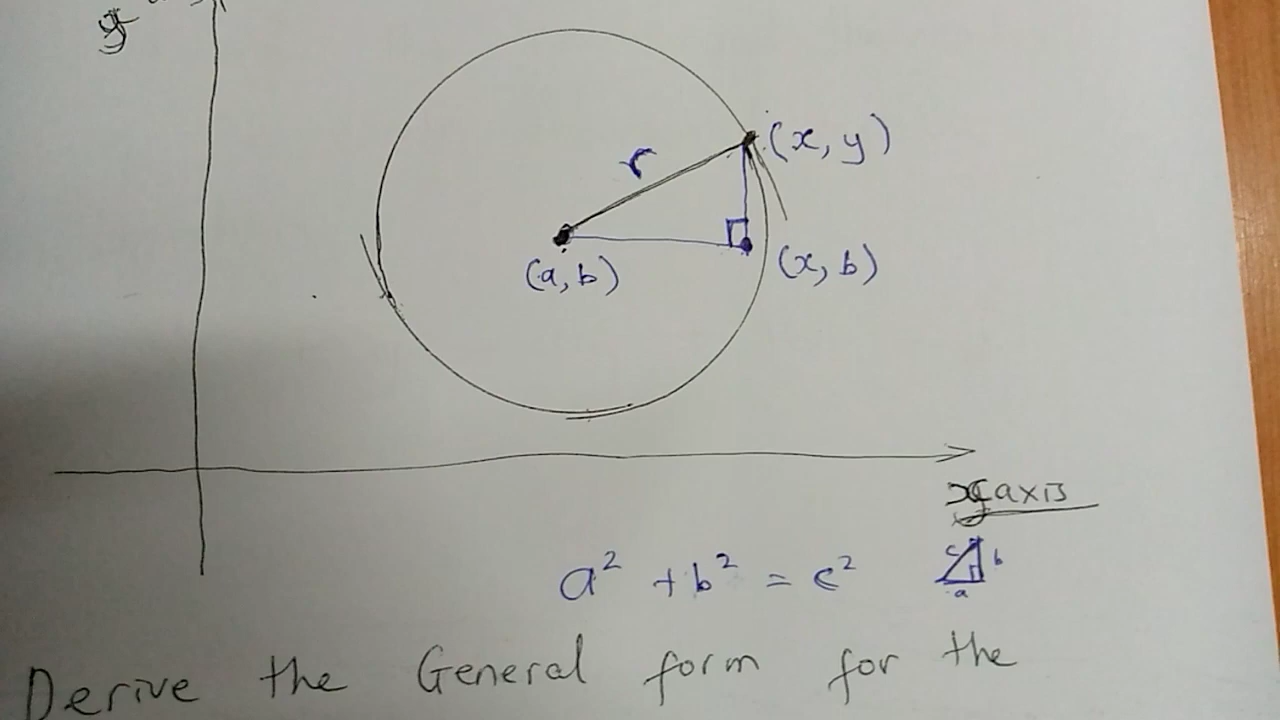 y
(x, y)
r
(a, b)
(x, b)
x axis
a² + b² = c²
c b
a
Derive the General form for the